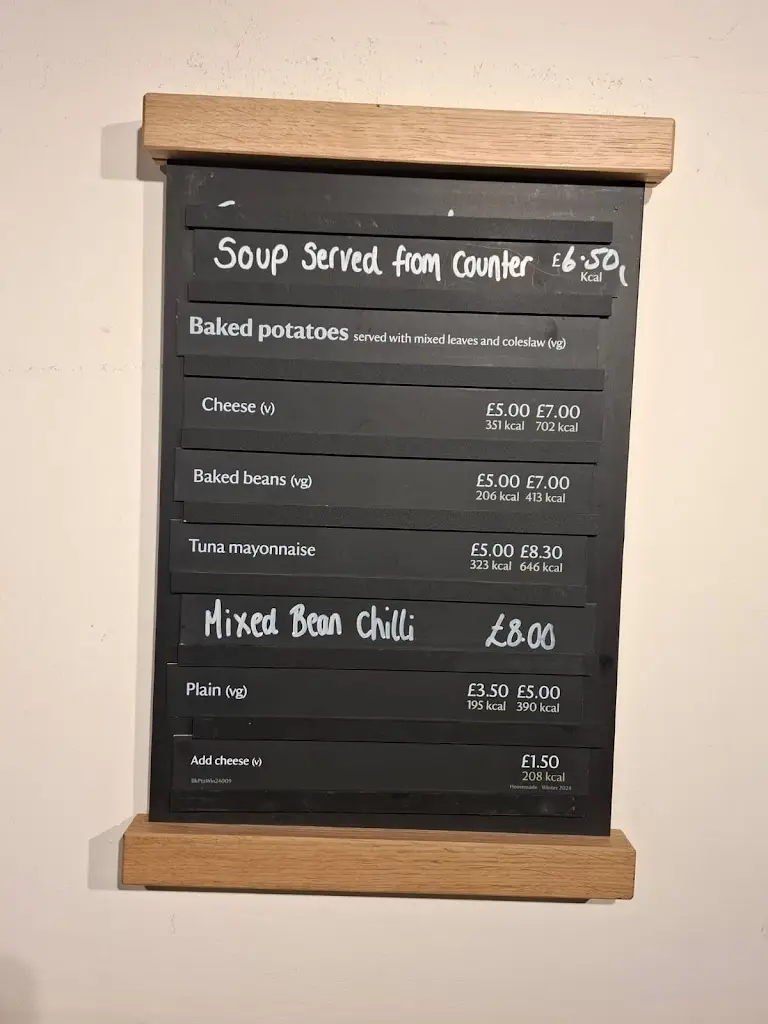 Soup Served from Counter £6.50
Kcal
Baked potatoes served with mixed leaves and coleslaw (vg)
Cheese (v) £5.00 £7.00
351 kcal 702 kcal
Baked beans (vg) £5.00 £7.00
206 kcal 413 kcal
Tuna mayonnaise £5.00 £8.30
323 kcal 646 kcal
Mixed Bean Chilli £8.00
Plain (vg) £3.50 £5.00
195 kcal 390 kcal
Add cheese (v) £1.50
208 kcal
Housemade Winter 2024